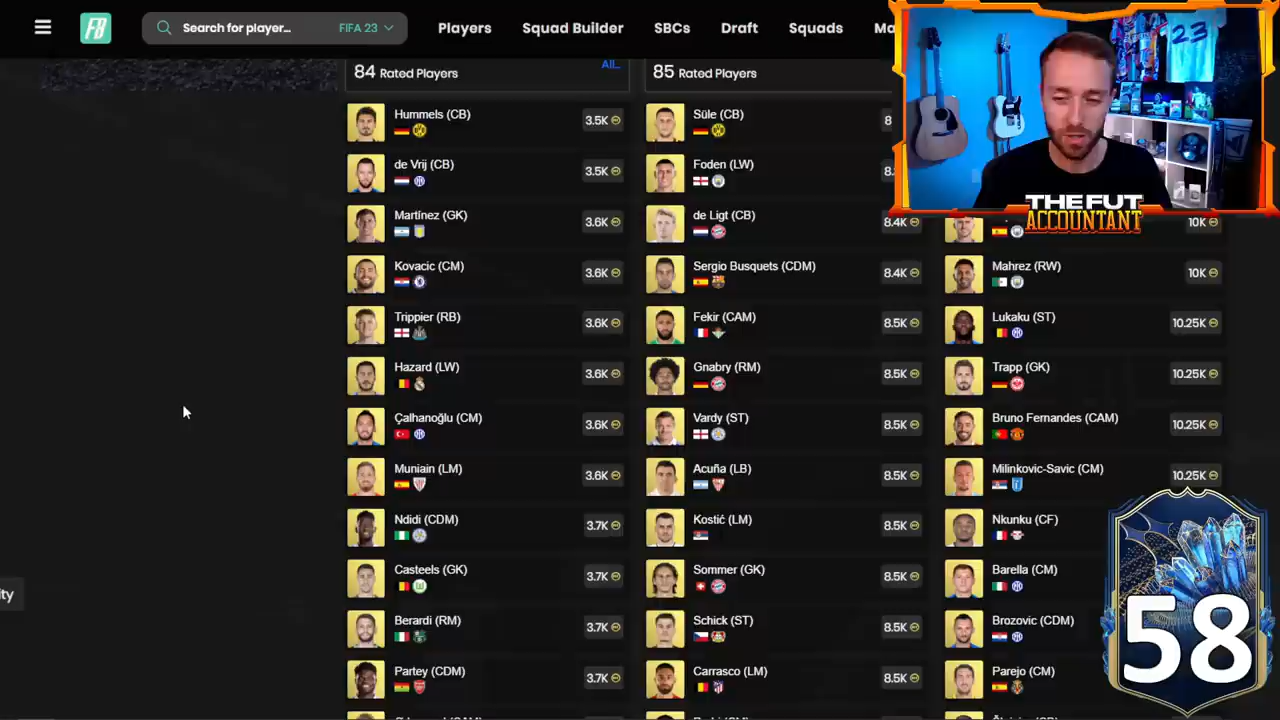 FB
Search for player...
FIFA 23
Players
Squad Builder
SBCs
Draft
Squads
23
THE FUT
ACCOUNTANT
84 Rated Players
All...
Hummels (CB)
3.5K
de Vrij (CB)
3.5K
Martínez (GK)
3.6K
Kovacic (CM)
3.6K
Trippier (RB)
3.6K
Hazard (LW)
3.6K
Çalhanoğlu (CM)
3.6K
Muniain (LM)
3.6K
Ndidi (CDM)
3.7K
Casteels (GK)
3.7K
Berardi (RM)
3.7K
Partey (CDM)
3.7K
85 Rated Players
Süle (CB)
Foden (LW)
de Ligt (CB)
8.4K
Sergio Busquets (CDM)
8.4K
Fekir (CAM)
8.5K
Gnabry (RM)
8.5K
Vardy (ST)
8.5K
Acuña (LB)
8.5K
Kostić (LM)
8.5K
Sommer (GK)
8.5K
Schick (ST)
8.5K
Carrasco (LM)
8.5K
10K
Mahrez (RW)
10K
Lukaku (ST)
10.25K
Trapp (GK)
10.25K
Bruno Fernandes (CAM)
10.25K
Milinkovic-Savic (CM)
10.25K
Nkunku (CF)
Barella (CM)
Brozovic (CDM)
Parejo (CM)
58